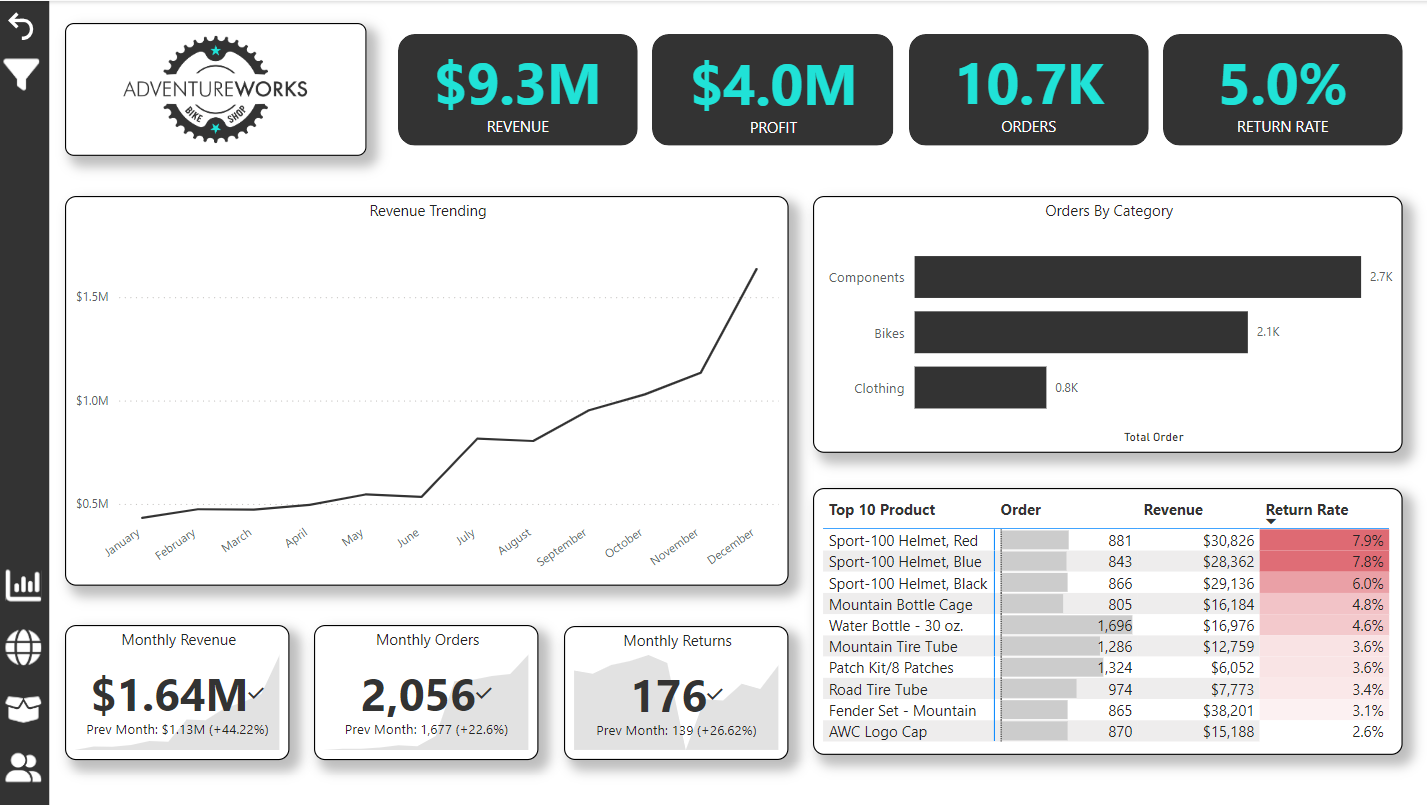 ADVENTUREWORKS
BIKE SHOP
$9.3M
REVENUE
$4.0M
PROFIT
10.7K
ORDERS
5.0%
RETURN RATE
Revenue Trending
$1.5M
$1.0M
$0.5M
January February March April May June July August September October November December
Orders By Category
Components 2.7K
Bikes 2.1K
Clothing 0.8K
Total Order
Monthly Revenue
$1.64M
Prev Month: $1.13M (+44.22%)
Monthly Orders
2,056
Prev Month: 1,677 (+22.6%)
Monthly Returns
176
Prev Month: 139 (+26.62%)
Top 10 Product Order Revenue Return Rate
Sport-100 Helmet, Red 881 $30,826 7.9%
Sport-100 Helmet, Blue 843 $28,362 7.8%
Sport-100 Helmet, Black 866 $29,136 6.0%
Mountain Bottle Cage 805 $16,184 4.8%
Water Bottle - 30 oz. 1,696 $16,976 4.6%
Mountain Tire Tube 1,286 $12,759 3.6%
Patch Kit/8 Patches 1,324 $6,052 3.6%
Road Tire Tube 974 $7,773 3.4%
Fender Set - Mountain 865 $38,201 3.1%
AWC Logo Cap 870 $15,188 2.6%